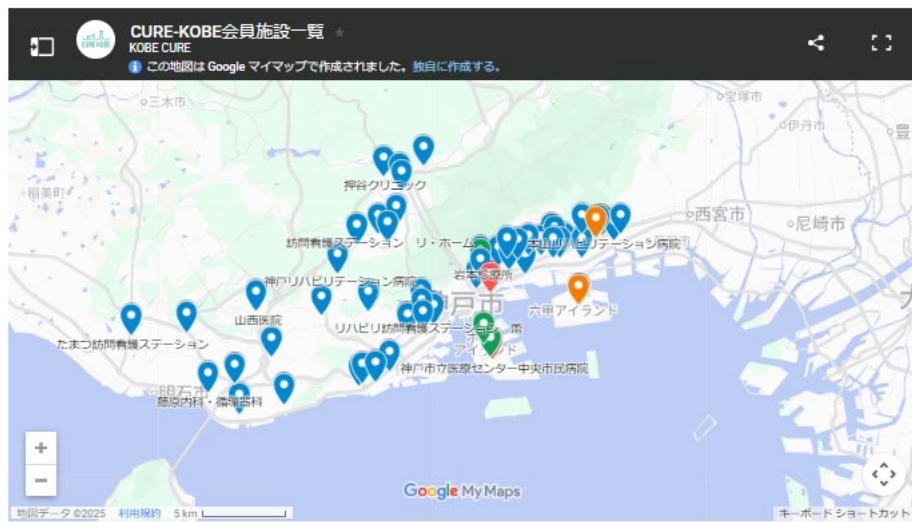 CURE-KOBE会員施設一覧
KOBE CURE
この地図は Google マイマップで作成されました。独自に作成する。
CURE KOBE
三木市
宝塚市
伊丹市
豊
稲美町
押谷クリニック
西宮市
尼崎市
訪問看護ステーション リ・ホーム
本山リハビリテーション病院
岩本診療所
神戸リハビリテーション病院
戸市
六甲アイランド
山西医院
リハビリ訪問看護ステーション 蕾
たまつ訪問看護ステーション
アイランド
神戸市立医療センター中央市民病院
明石市
藤原内科・循環器科
+
−
Google My Maps
地図データ ©2025 利用規約 5 km
キーボード ショートカット